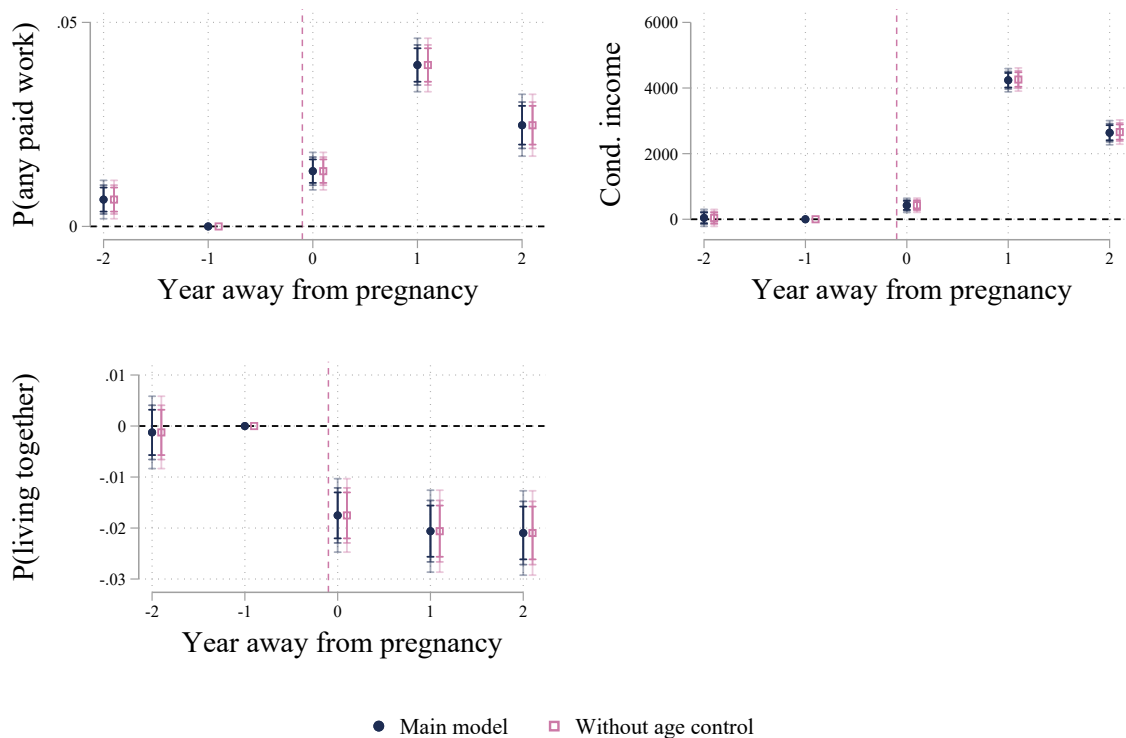 P(any paid work)
.05
0
-2 -1 0 1 2
Year away from pregnancy
Cond. income
6000
4000
2000
0
-2 -1 0 1 2
Year away from pregnancy
P(living together)
.01
0
-.01
-.02
-.03
-2 -1 0 1 2
Year away from pregnancy
Main model Without age control